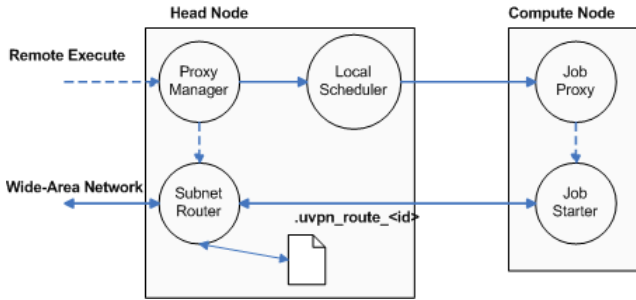 Head Node
Compute Node
Remote Execute
Proxy
Manager
Local
Scheduler
Job
Proxy
Wide-Area Network
Subnet
Router
.uvpn_route_<id>
Job
Starter